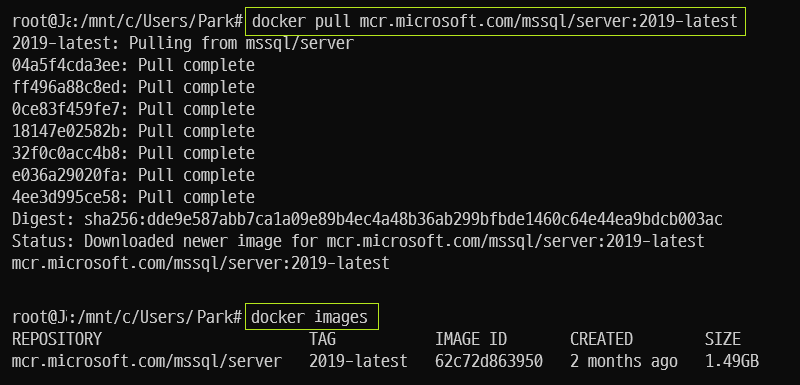 root@Ja:/mnt/c/Users/Park# docker pull mcr.microsoft.com/mssql/server:2019-latest
2019-latest: Pulling from mssql/server
04a5f4cda3ee: Pull complete
ff496a88c8ed: Pull complete
0ce83f459fe7: Pull complete
18147e02582b: Pull complete
32f0c0acc4b8: Pull complete
e036a29020fa: Pull complete
4ee3d995ce58: Pull complete
Digest: sha256:dde9e587abb7ca1a09e89b4ec4a48b36ab299bfbde1460c64e44ea9bdcb003ac
Status: Downloaded newer image for mcr.microsoft.com/mssql/server:2019-latest
mcr.microsoft.com/mssql/server:2019-latest
root@J:/mnt/c/Users/Park# docker images
REPOSITORY TAG IMAGE ID CREATED SIZE
mcr.microsoft.com/mssql/server 2019-latest 62c72d863950 2 months ago 1.49GB